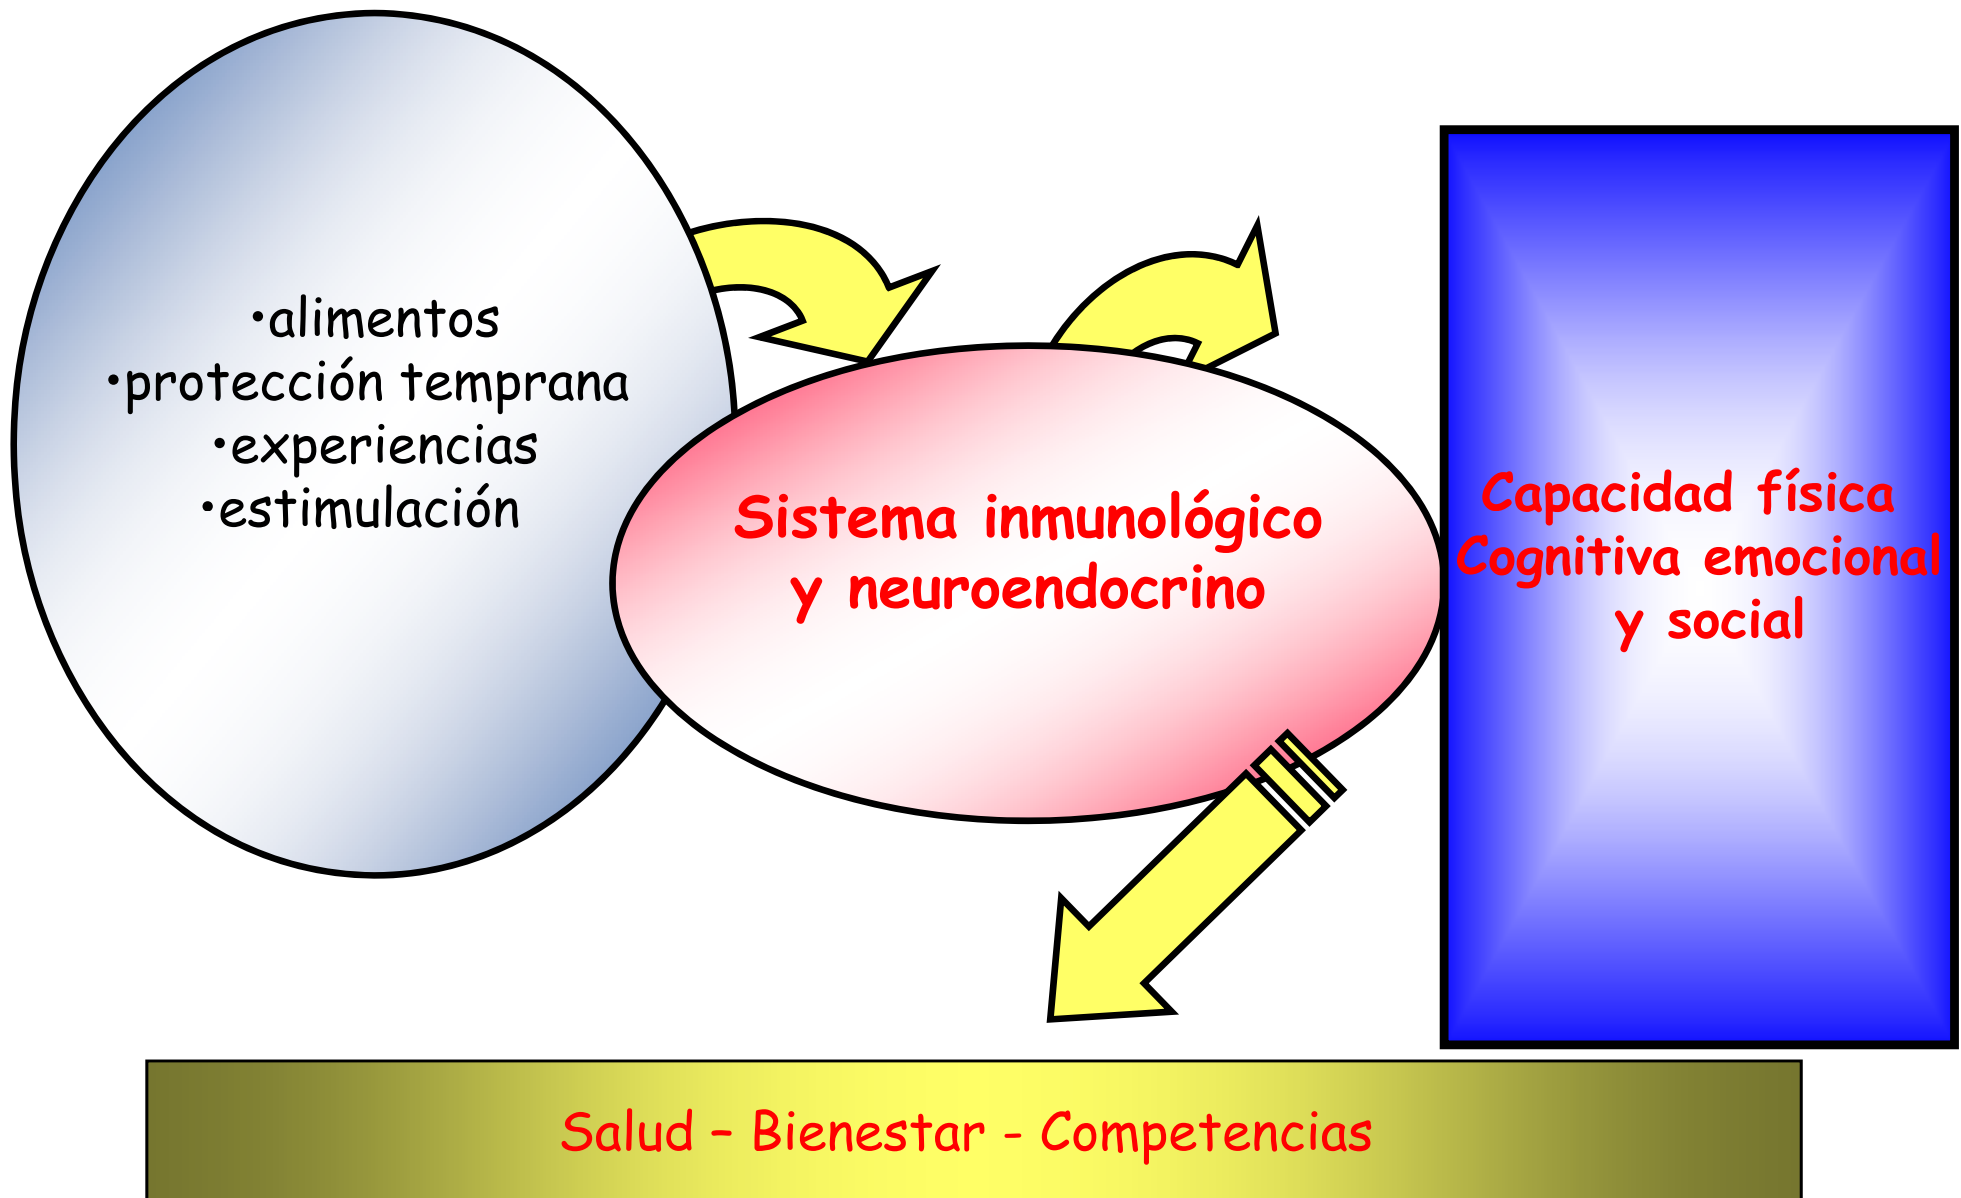 •alimentos
•protección temprana
•experiencias
•estimulación
Sistema inmunológico
y neuroendocrino
Capacidad física
Cognitiva emocional
y social
Salud – Bienestar - Competencias